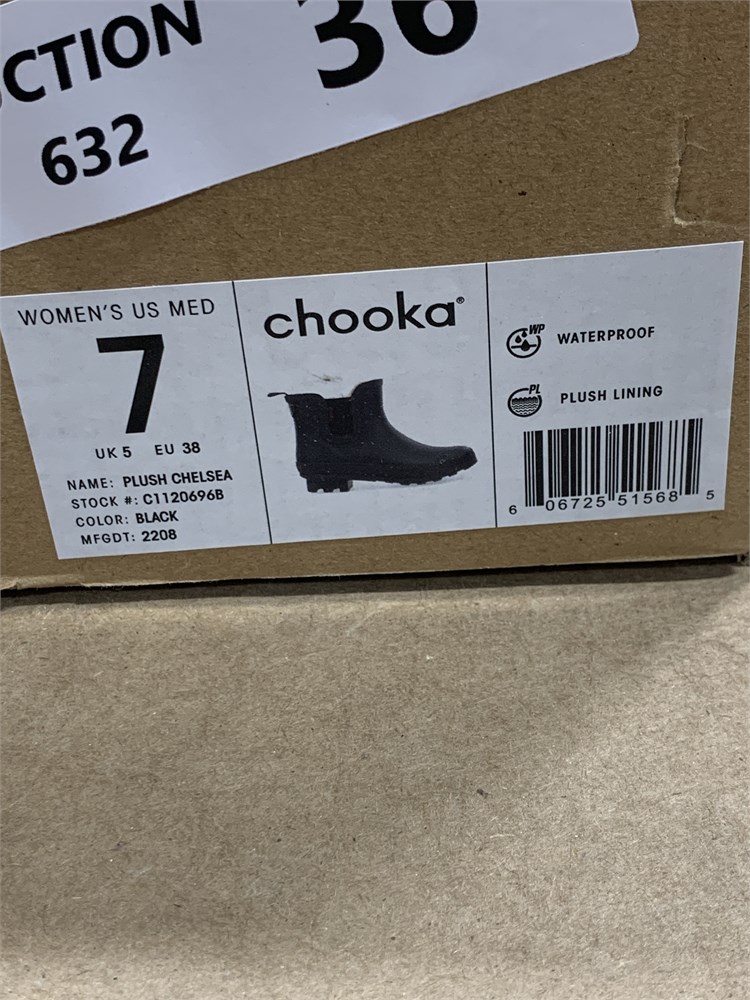 CTION
36
632
WOMEN'S US MED
7
UK 5 EU 38
NAME: PLUSH CHELSEA
STOCK #: C1120696B
COLOR: BLACK
MFGDT: 2208
chooka®
WP WATERPROOF
PL PLUSH LINING
6 06725 51568 5